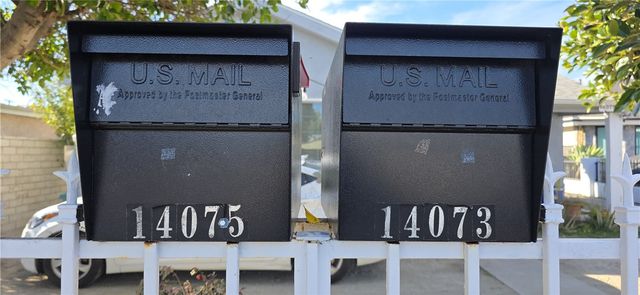 U.S. MAIL
Approved by the Postmaster General
14075
U.S. MAIL
Approved by the Postmaster General
14073